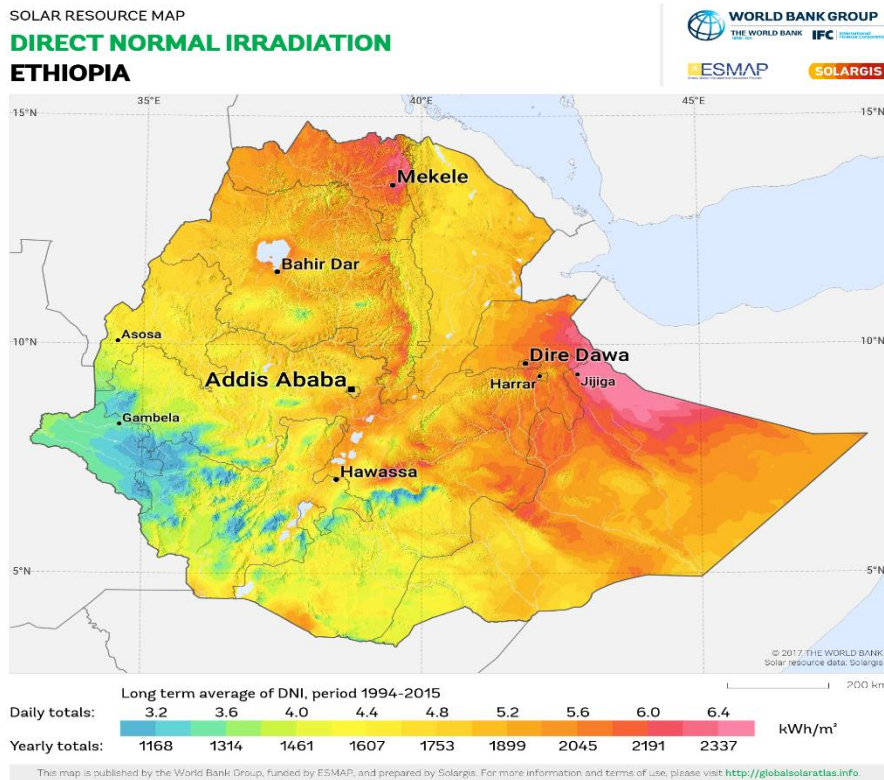 SOLAR RESOURCE MAP
DIRECT NORMAL IRRADIATION
ETHIOPIA
WORLD BANK GROUP
THE WORLD BANK
IFC
ESMAP
SOLARGIS
35°E
40°E
45°E
15°N
15°N
Mekele
Bahir Dar
Asosa
10°N
10°N
Dire Dawa
Addis Ababa
Harrar
Jijiga
Gambela
Hawassa
5°N
5°N
© 2017 THE WORLD BANK
Solar resource data: Solargis
200 km
Long term average of DNI, period 1994-2015
Daily totals: 3.2 3.6 4.0 4.4 4.8 5.2 5.6 6.0 6.4
kWh/m²
Yearly totals: 1168 1314 1461 1607 1753 1899 2045 2191 2337
This map is published by the World Bank Group, funded by ESMAP, and prepared by Solargis. For more information and terms of use, please visit http://globalsolaratlas.info.